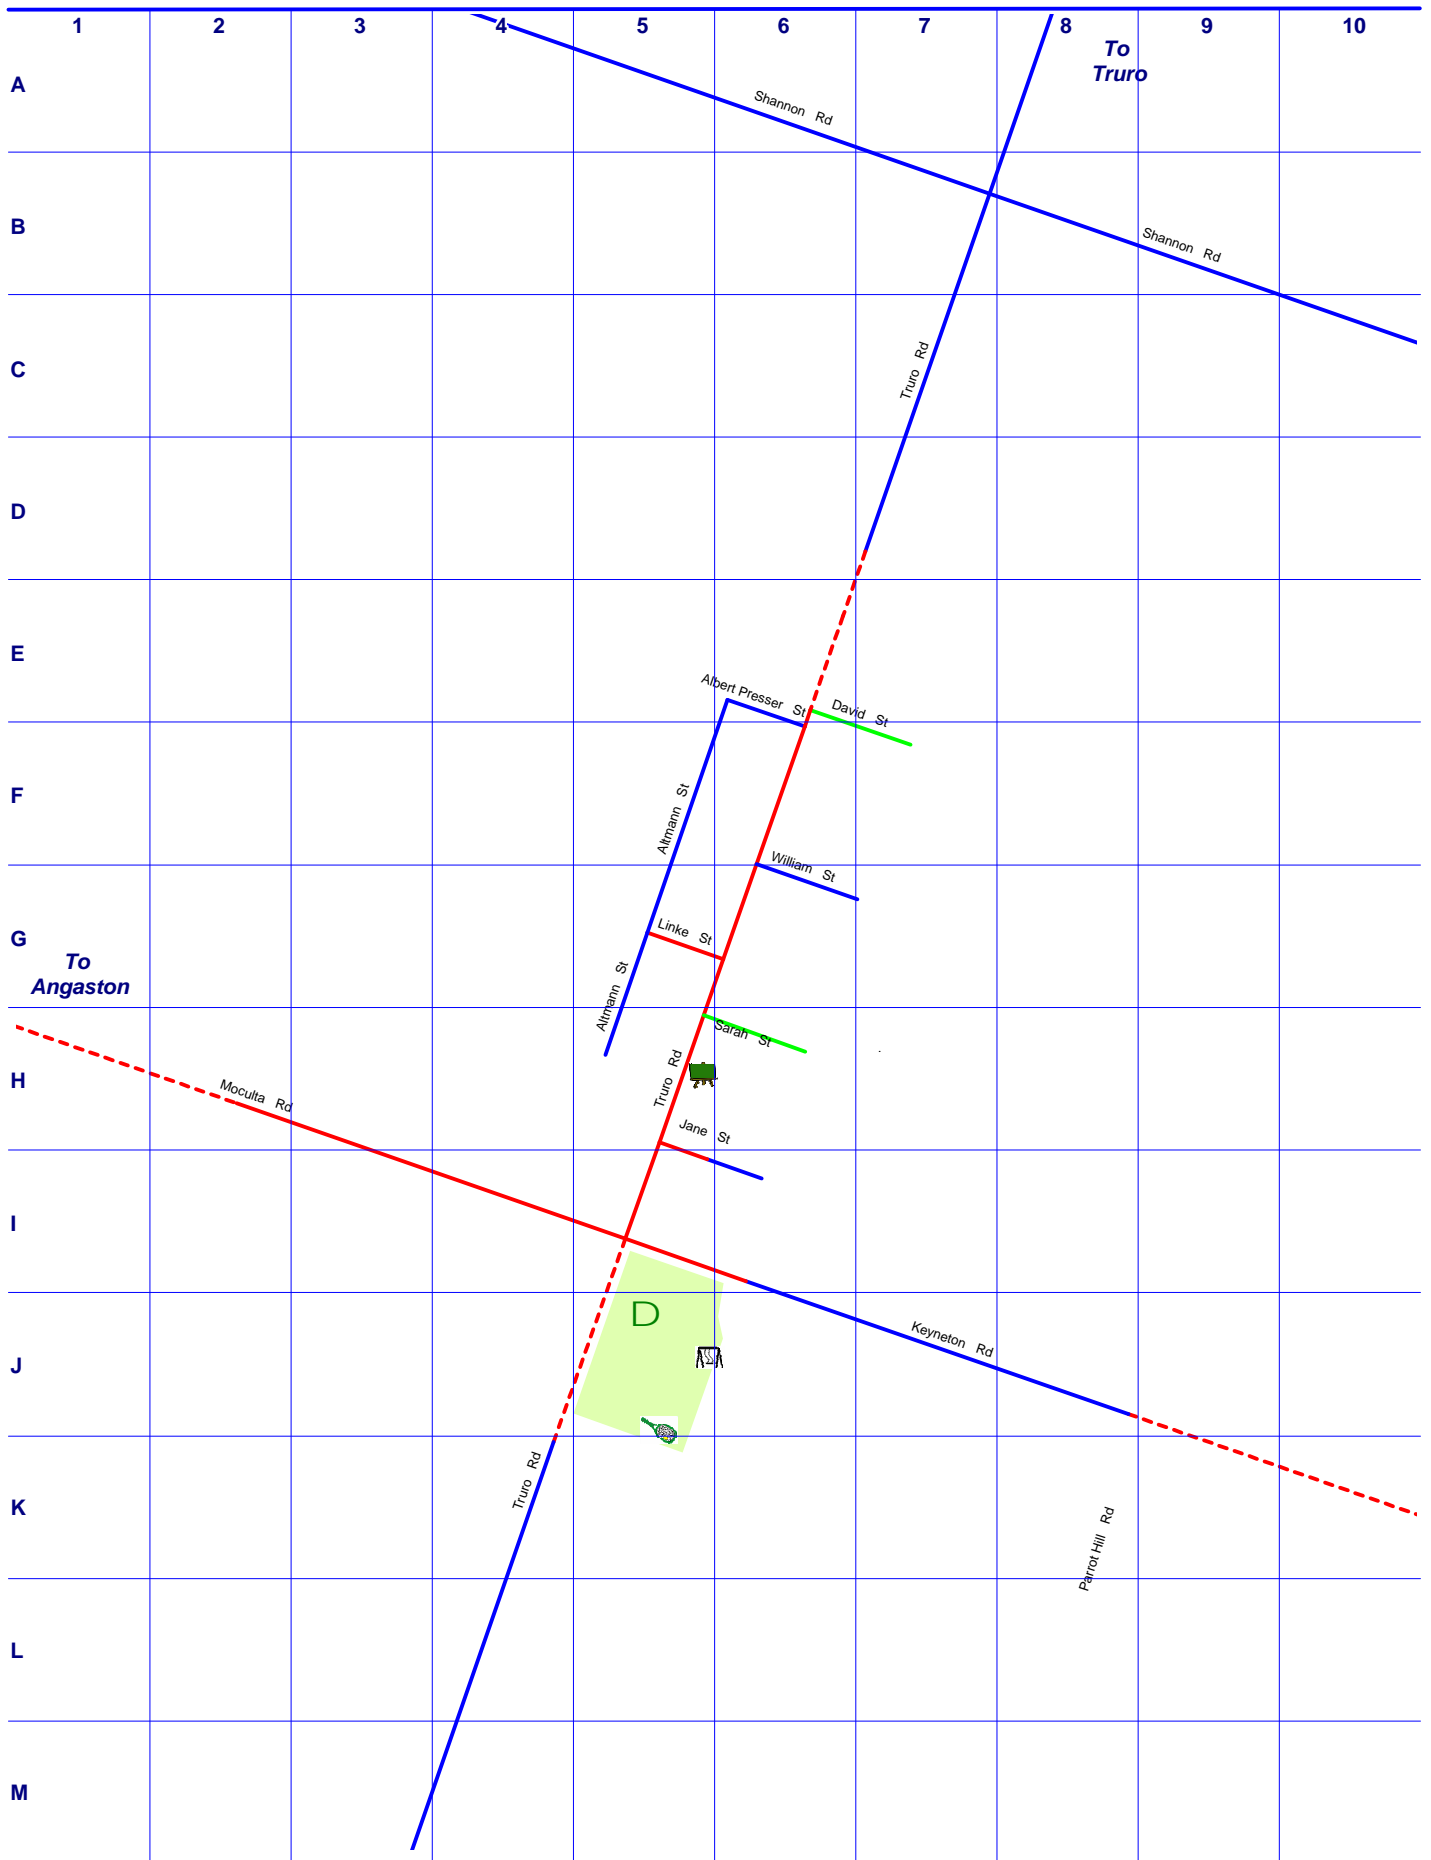 1 2 3 4 5 6 7 8 9 10
To
Truro
A
Shannon Rd
B
Shannon Rd
C
Truro Rd
D
E
Albert Presser St
David St
F
Altmann St
William St
Linke St
G
To
Angaston
Altmann St
Sarah St
H
Truro Rd
Moculta Rd
Jane St
I
D
Keyneton Rd
J
Truro Rd
K
Parrot Hill Rd
L
M